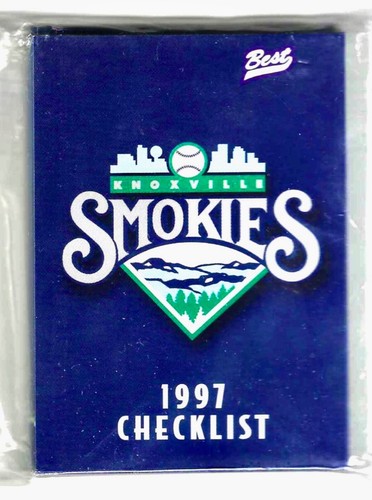 Best
KNOXVILLE
SMOKIES
1997
CHECKLIST